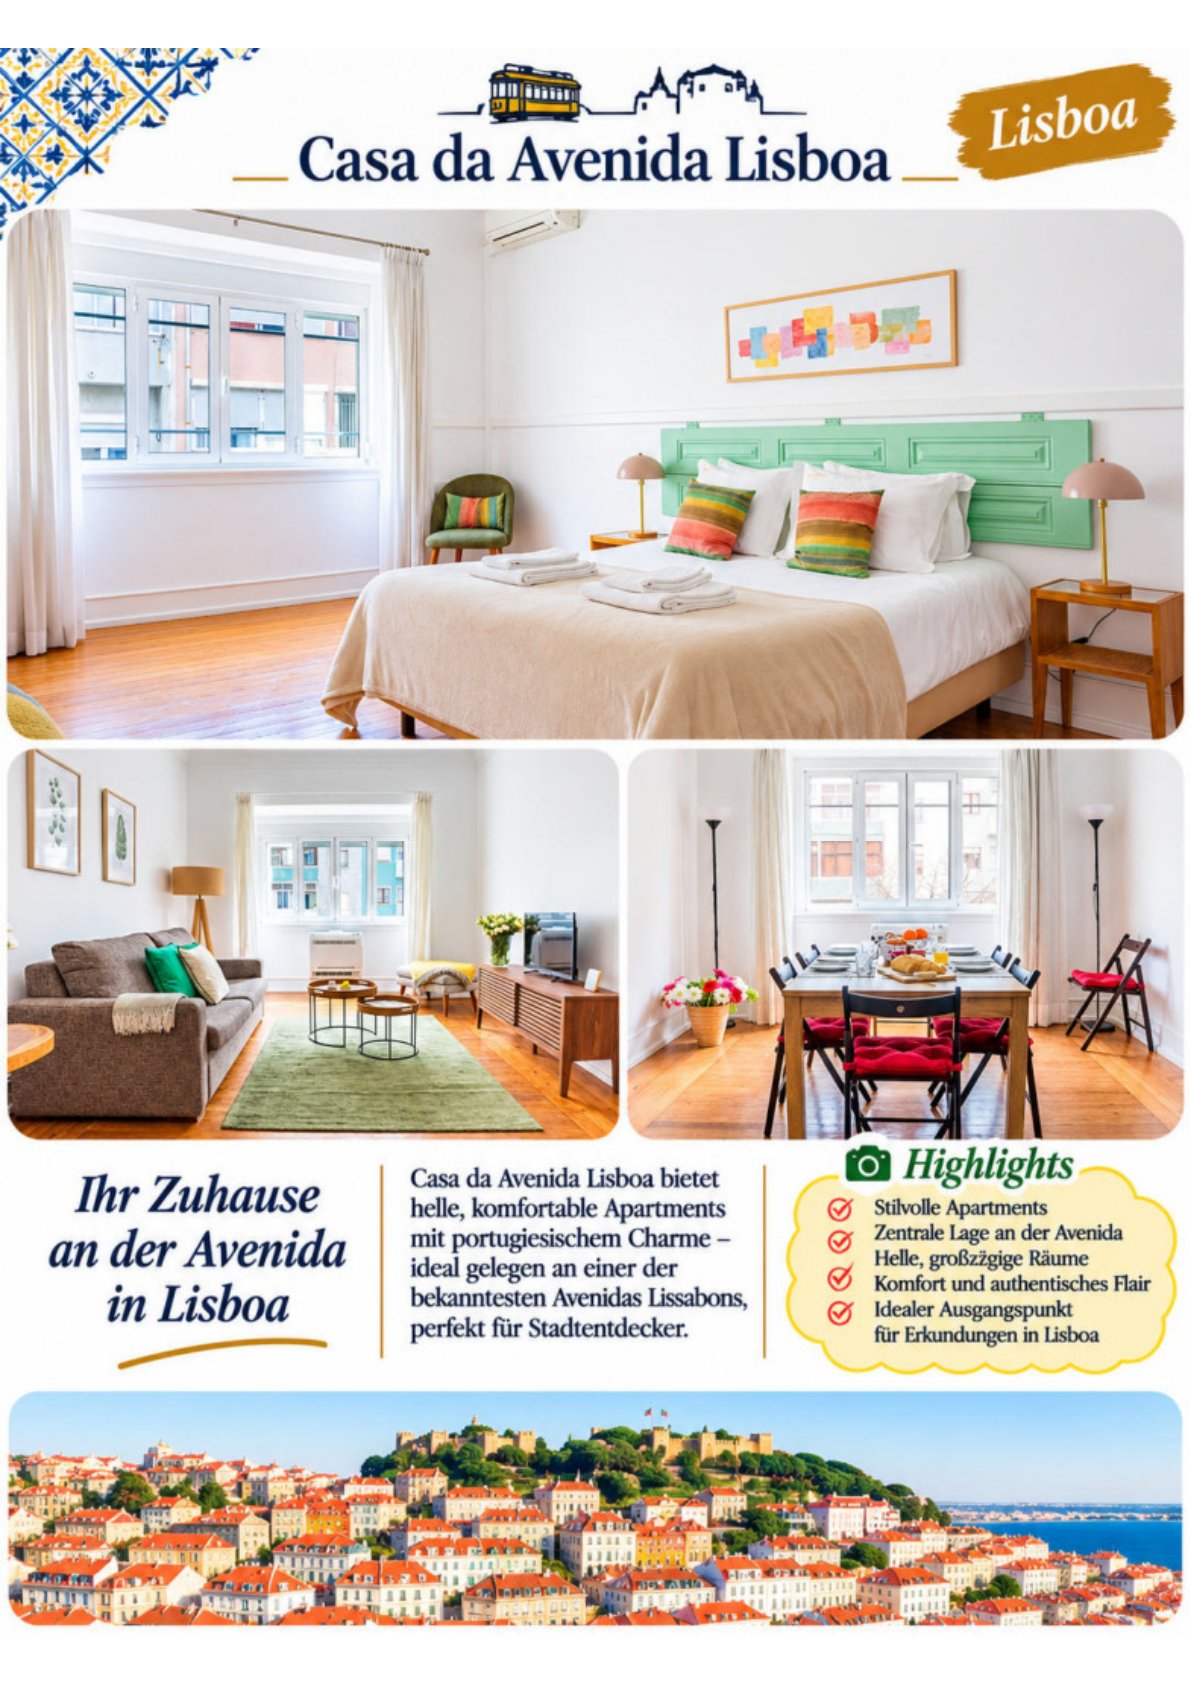 Casa da Avenida Lisboa
Lisboa
Ihr Zuhause
an der Avenida
in Lisboa
Casa da Avenida Lisboa bietet
helle, komfortable Apartments
mit portugiesischem Charme –
ideal gelegen an einer der
bekanntesten Avenidas Lissabons,
perfekt für Stadtentdecker.
Highlights
Stilvolle Apartments
Zentrale Lage an der Avenida
Helle, großzžgige Räume
Komfort und authentisches Flair
Idealer Ausgangspunkt
für Erkundungen in Lisboa